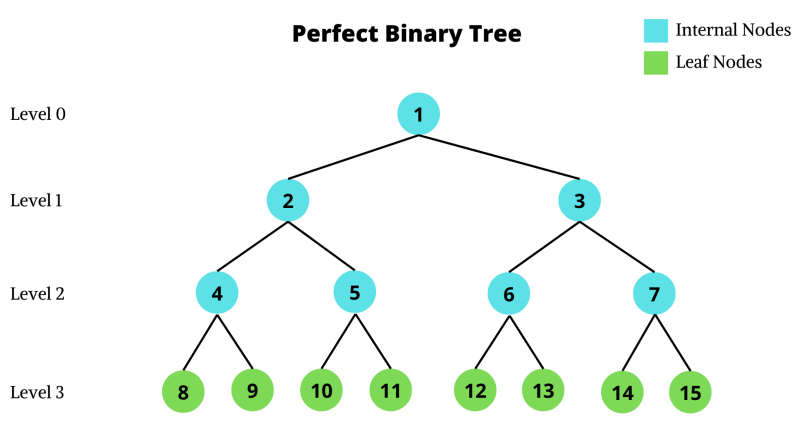 Perfect Binary Tree
Internal Nodes
Leaf Nodes
Level 0
1
Level 1
2 3
Level 2
4 5 6 7
Level 3
8 9 10 11 12 13 14 15